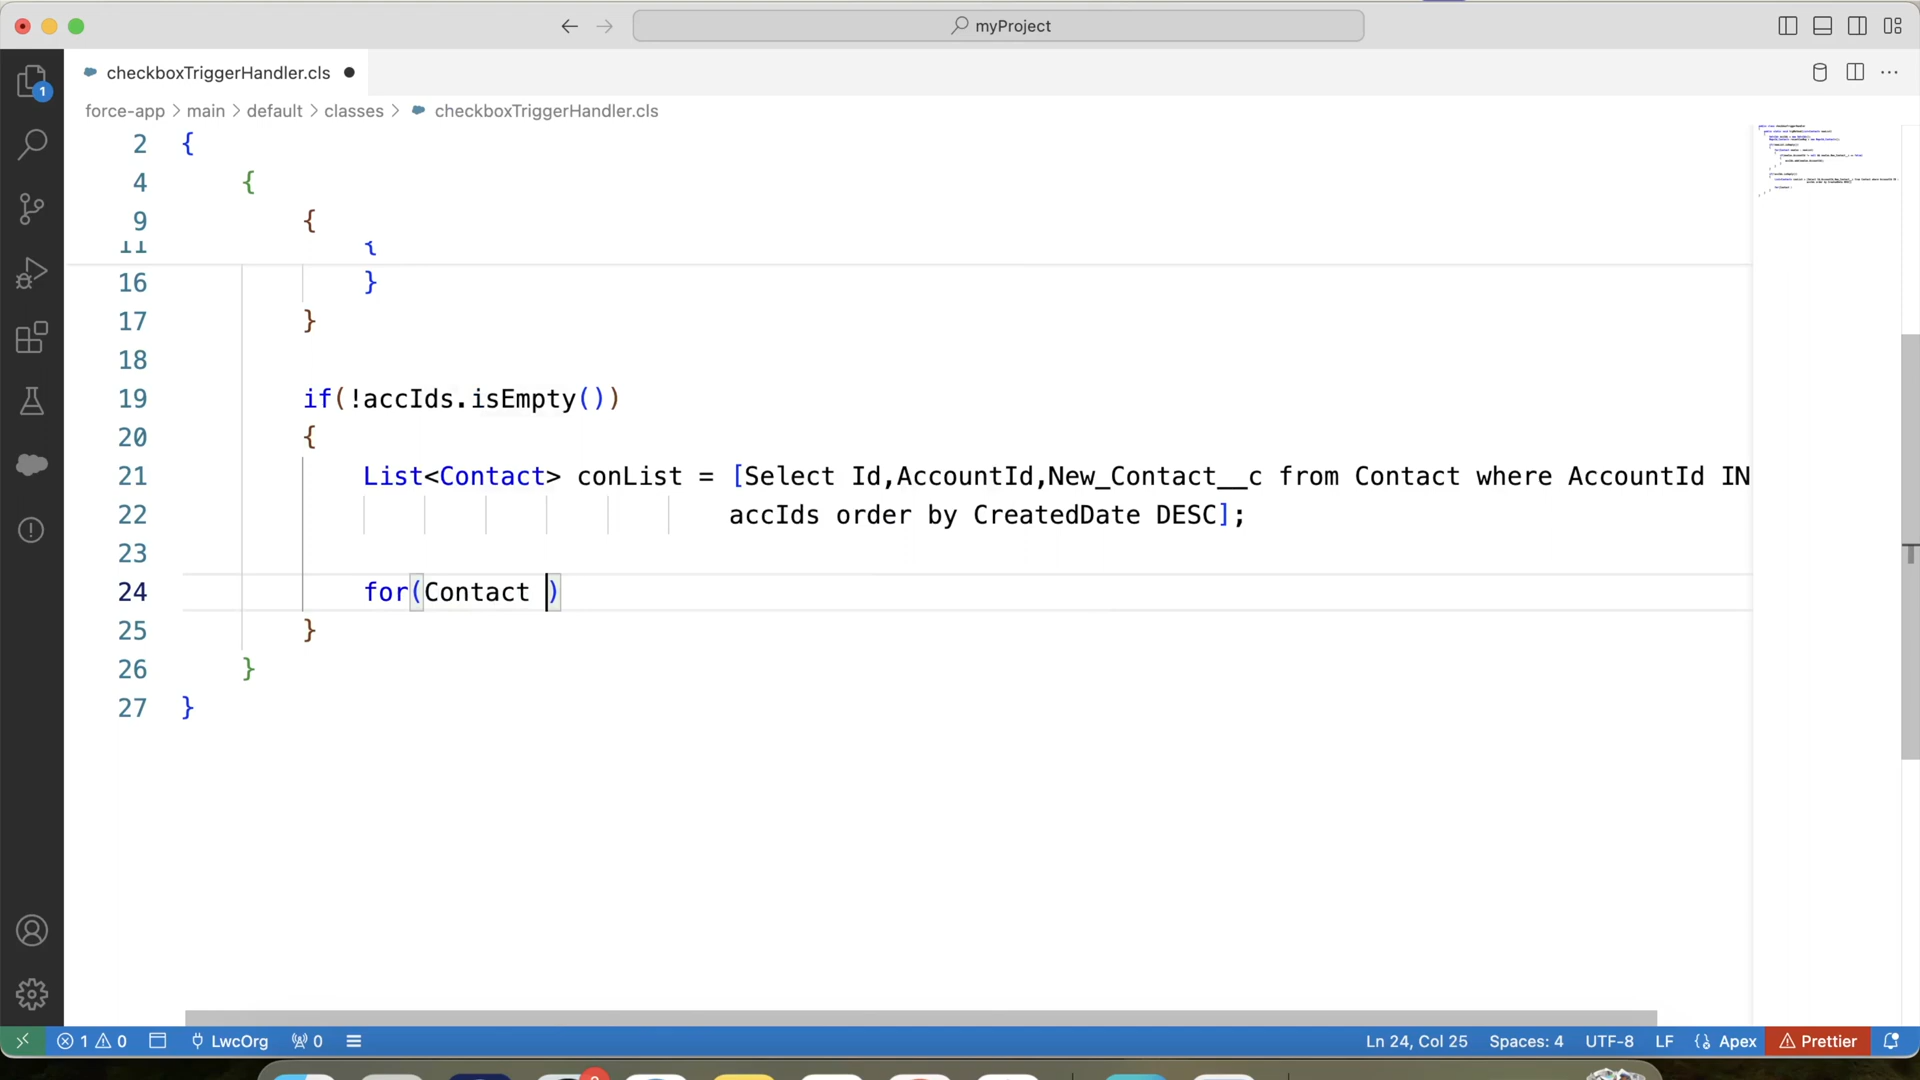 myProject
checkboxTriggerHandler.cls
force-app > main > default > classes > checkboxTriggerHandler.cls
1
2 {
4 {
9 {
11 {
16 }
17 }
18
19 if(!accIds.isEmpty())
20 {
21 List<Contact> conList = [Select Id,AccountId,New_Contact__c from Contact where AccountId IN
22 accIds order by CreatedDate DESC];
23
24 for(Contact )
25 }
26 }
27 }
1 0 LwcOrg 0 Ln 24, Col 25 Spaces: 4 UTF-8 LF Apex Prettier